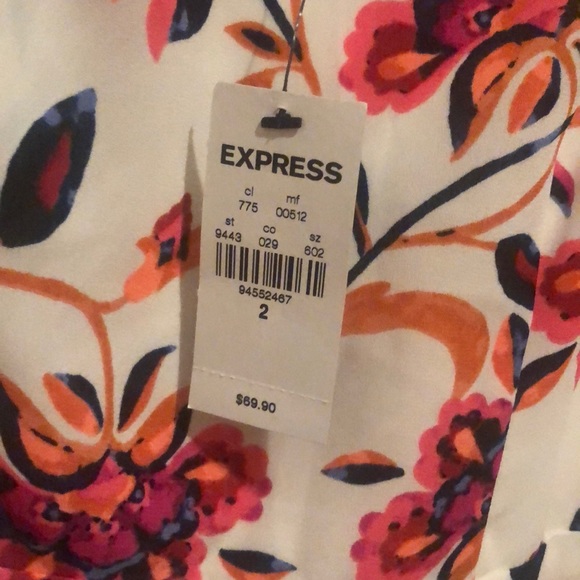 EXPRESS
cl mf
775 00512
st co sz
9443 029 602
94552467
2
$69.90